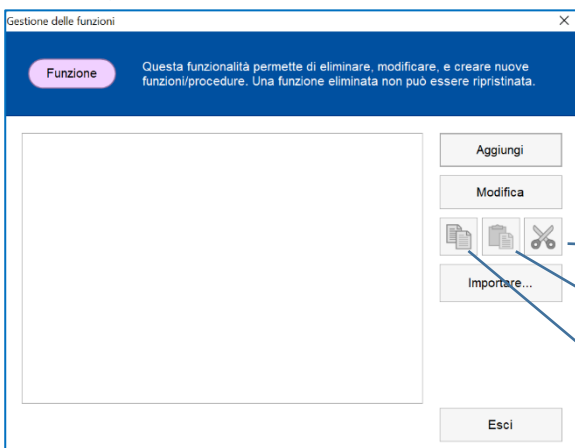 Gestione delle funzioni
Funzione
Questa funzionalità permette di eliminare, modificare, e creare nuove
funzioni/procedure. Una funzione eliminata non può essere ripristinata.
Aggiungi
Modifica
Importare...
Esci